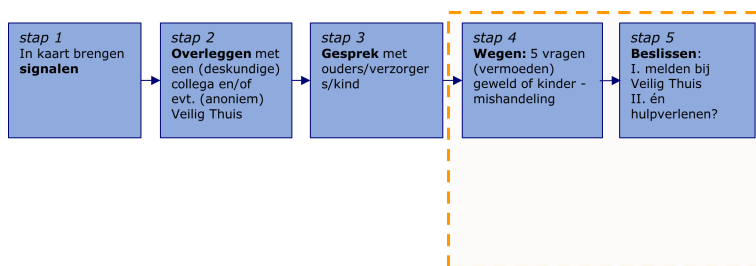 stap 1
In kaart brengen
signalen
stap 2
Overleggen met
een (deskundige)
collega en/of
evt. (anoniem)
Veilig Thuis
stap 3
Gesprek met
ouders/verzorger
s/kind
stap 4
Wegen: 5 vragen
(vermoeden)
geweld of kinder -
mishandeling
stap 5
Beslissen:
I. melden bij
Veilig Thuis
II. én
hulpverlenen?